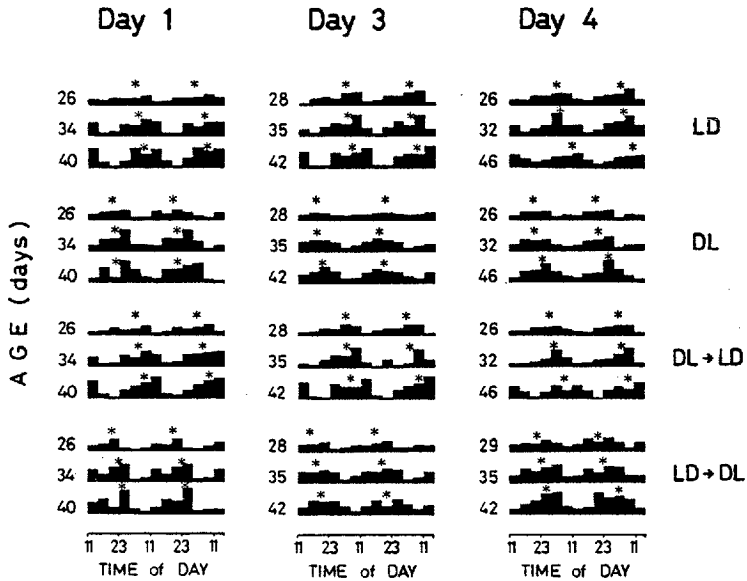 Day 1 Day 3 Day 4
26 28 26
34 35 32 LD
40 42 46
26 28 26
34 35 32 DL
40 42 46
AGE (days)
26 28 26
34 35 32 DL→LD
40 42 46
26 28 29
34 35 35 LD→DL
40 42 42
11 23 11 23 11 11 23 11 23 11 11 23 11 23 11
TIME of DAY TIME of DAY TIME of DAY